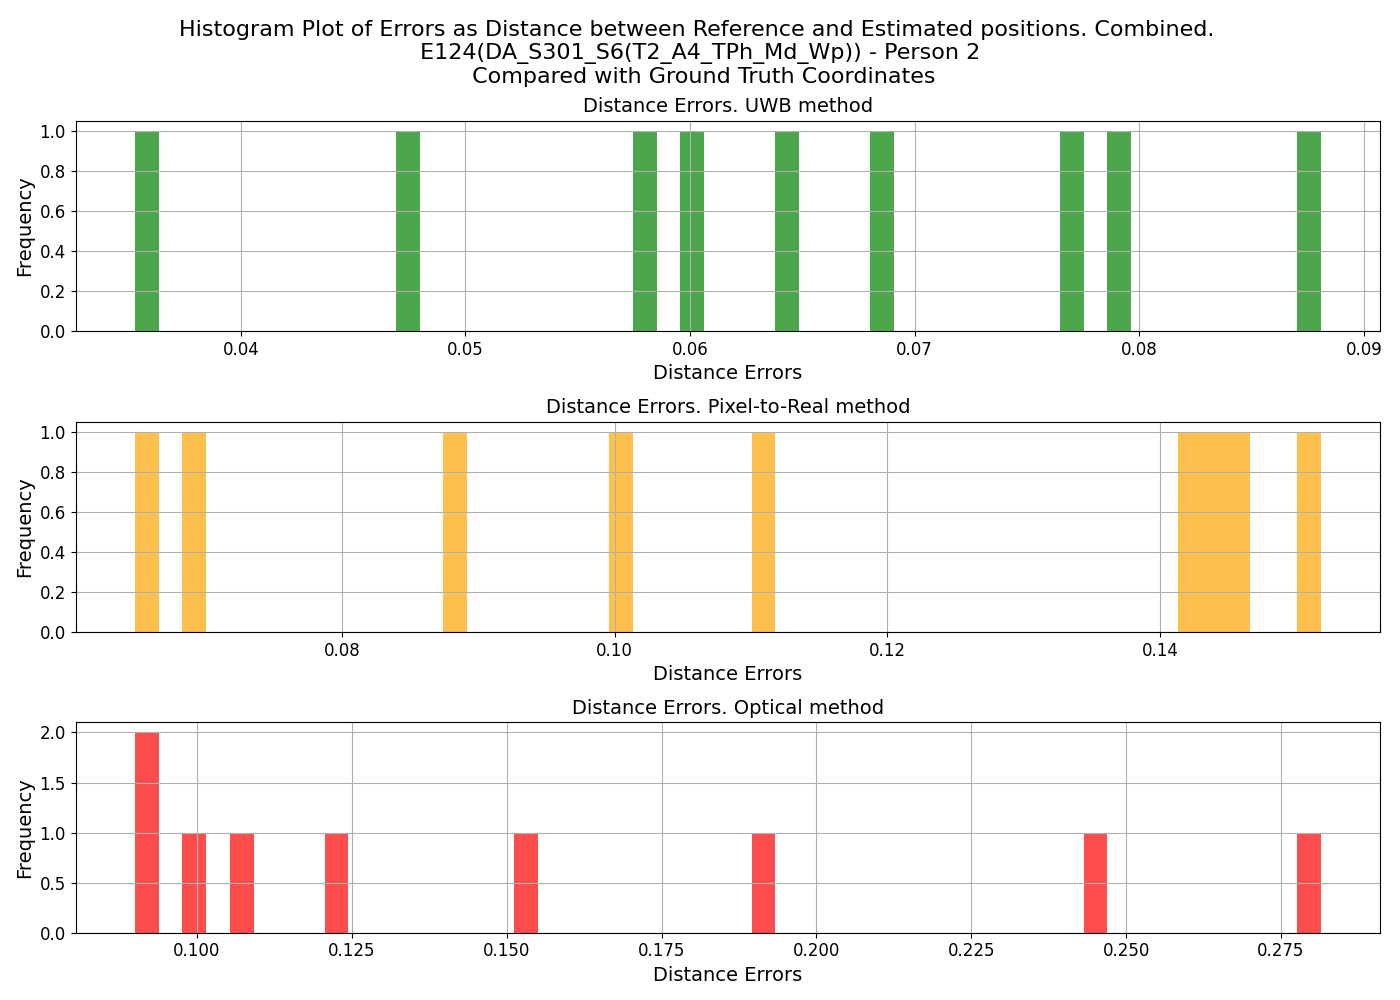 Histogram Plot of Errors as Distance between Reference and Estimated positions. Combined.
E124(DA_S301_S6(T2_A4_TPh_Md_Wp)) - Person 2
Compared with Ground Truth Coordinates
Distance Errors. UWB method
Frequency
1.0
0.8
0.6
0.4
0.2
0.0
0.04 0.05 0.06 0.07 0.08 0.09
Distance Errors
Distance Errors. Pixel-to-Real method
Frequency
1.0
0.8
0.6
0.4
0.2
0.0
0.08 0.10 0.12 0.14
Distance Errors
Distance Errors. Optical method
Frequency
2.0
1.5
1.0
0.5
0.0
0.100 0.125 0.150 0.175 0.200 0.225 0.250 0.275
Distance Errors